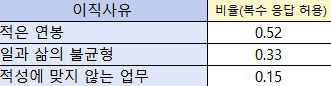 이직사유 비율(복수 응답 허용)
적은 연봉 0.52
일과 삶의 불균형 0.33
적성에 맞지 않는 업무 0.15